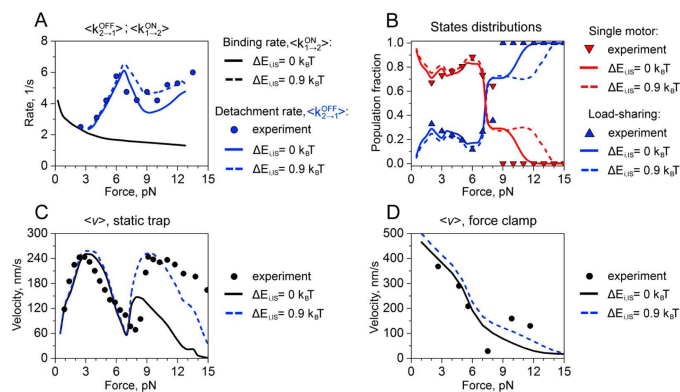 A
<k^OFF_2→1>; <k^ON_1→2>
Rate, 1/s
8
6
4
2
0
0 3 6 9 12 15
Force, pN
Binding rate,<k^ON_1→2>:
ΔE_i,IS= 0 k_BT
ΔE_i,IS= 0.9 k_BT
Detachment rate,<k^OFF_2→1>:
experiment
ΔE_i,IS= 0 k_BT
ΔE_i,IS= 0.9 k_BT
B
States distributions
Population fraction
1.0
0.8
0.6
0.4
0.2
0.0
0 3 6 9 12 15
Force, pN
Single motor:
experiment
ΔE_i,IS= 0 k_BT
ΔE_i,IS= 0.9 k_BT
Load-sharing:
experiment
ΔE_i,IS= 0 k_BT
ΔE_i,IS= 0.9 k_BT
C
<v>, static trap
Velocity, nm/s
300
240
180
120
60
0
0 3 6 9 12 15
Force, pN
experiment
ΔE_i,IS= 0 k_BT
ΔE_i,IS= 0.9 k_BT
D
<v>, force clamp
Velocity, nm/s
500
400
300
200
100
0
0 3 6 9 12 15
Force, pN
experiment
ΔE_i,IS= 0 k_BT
ΔE_i,IS= 0.9 k_BT